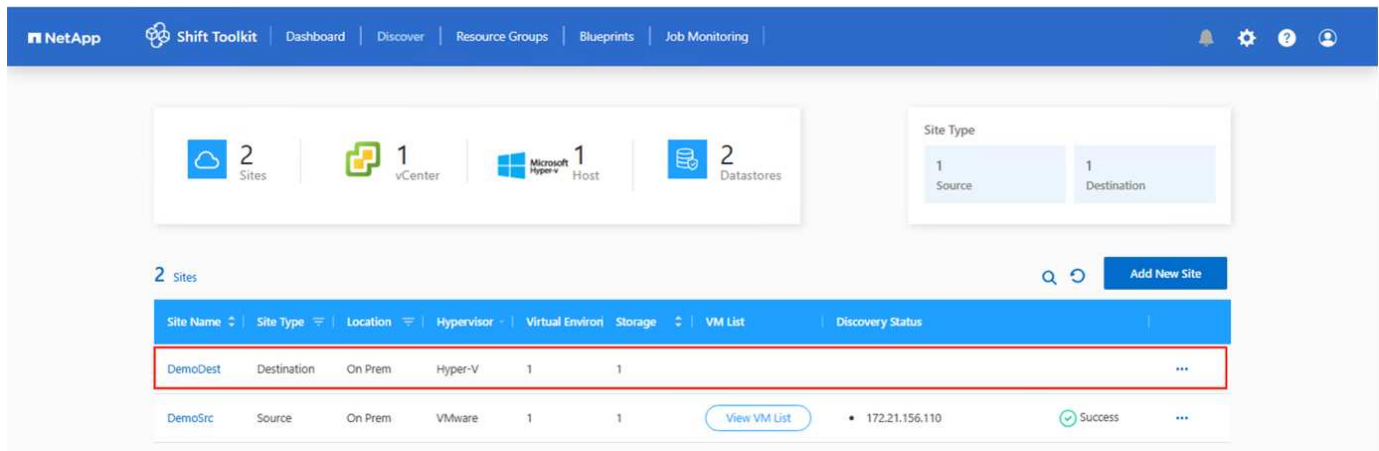 NetApp Shift Toolkit Dashboard Discover Resource Groups Blueprints Job Monitoring ?
2 Sites
1 vCenter
Microsoft Hyper-V 1 Host
2 Datastores
Site Type
1 Source
1 Destination
2 Sites
Add New Site
Site Name Site Type Location Hypervisor Virtual Environ Storage VM List Discovery Status
DemoDest Destination On Prem Hyper-V 1 1 ...
DemoSrc Source On Prem VMware 1 1 View VM List • 172.21.156.110 Success ...